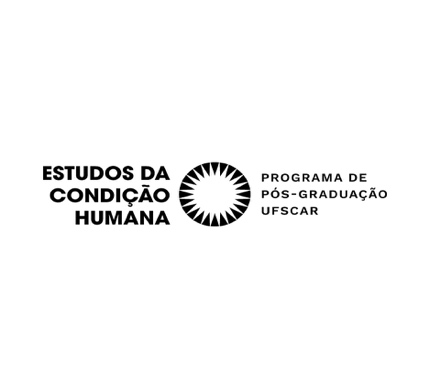 ESTUDOS DA
CONDIÇÃO
HUMANA
PROGRAMA DE
PÓS-GRADUAÇÃO
UFSCAR